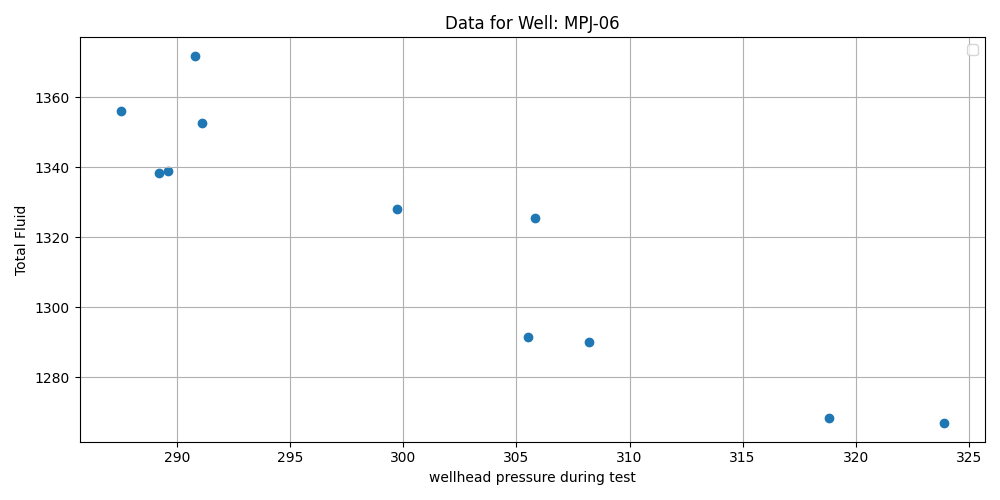 Data for Well: MPJ-06
1360
1340
1320
1300
1280
Total Fluid
290 295 300 305 310 315 320 325
wellhead pressure during test